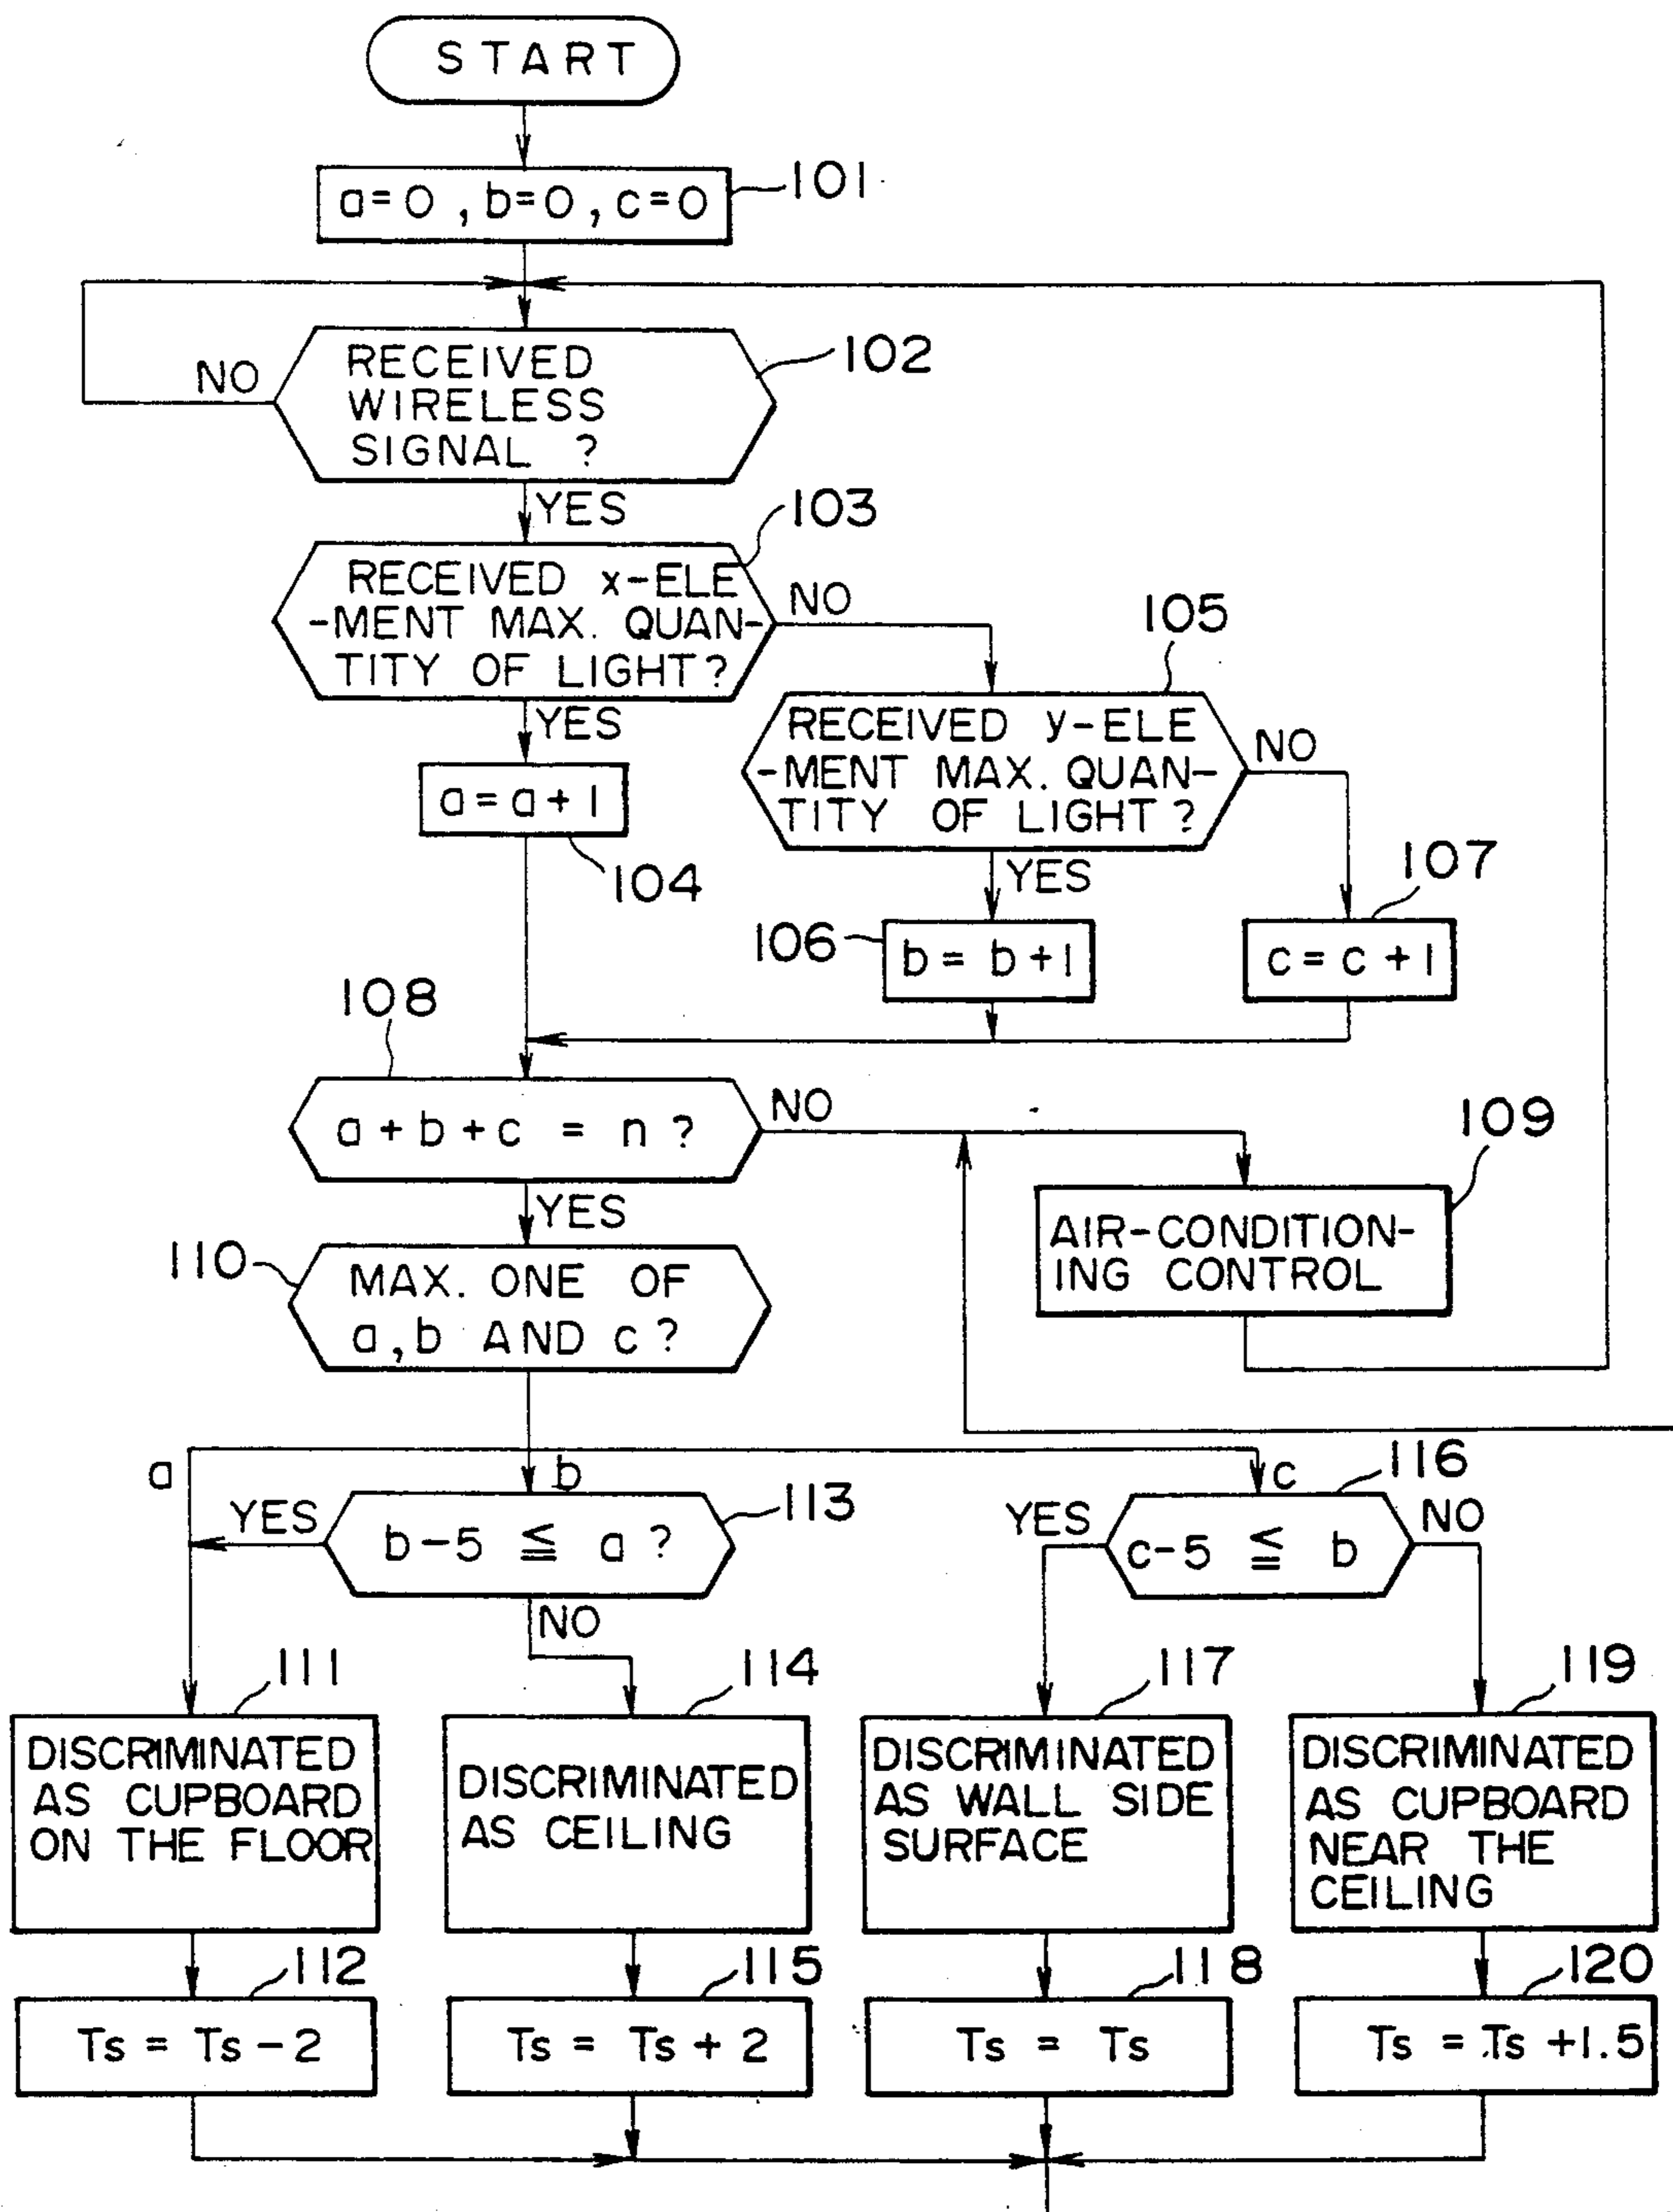 START
a=0 , b=0 , c=0
101
RECEIVED
WIRELESS
SIGNAL ?
102
NO
YES
103
RECEIVED x-ELE
-MENT MAX. QUAN-
TITY OF LIGHT?
NO
YES
105
RECEIVED y-ELE
-MENT MAX. QUAN-
TITY OF LIGHT?
NO
YES
a = a + 1
104
106
b = b + 1
107
c = c + 1
108
a + b + c = n ?
NO
YES
109
AIR-CONDITION-
ING CONTROL
110
MAX. ONE OF
a, b AND c ?
a
b
c
YES
113
b-5 ≦ a ?
NO
116
YES
c-5 ≦ b
NO
111
DISCRIMINATED
AS CUPBOARD
ON THE FLOOR
114
DISCRIMINATED
AS CEILING
117
DISCRIMINATED
AS WALL SIDE
SURFACE
119
DISCRIMINATED
AS CUPBOARD
NEAR THE
CEILING
112
Ts = Ts - 2
115
Ts = Ts + 2
118
Ts = Ts
120
Ts = Ts + 1.5